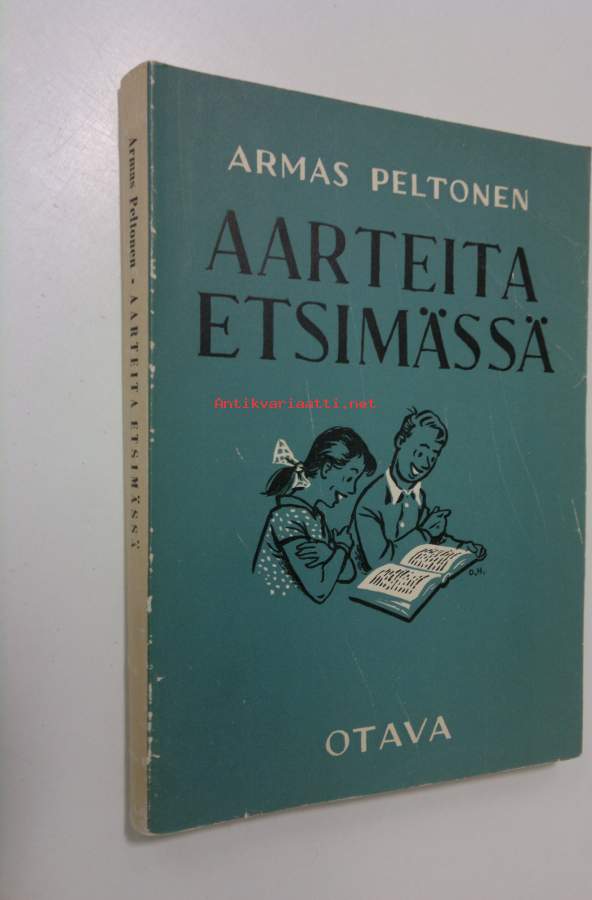 Armas Peltonen - AARTEITA ETSIMÄSSÄ
ARMAS PELTONEN
AARTEITA
ETSIMÄSSÄ
Antikvariaatti.net
O.H.
OTAVA